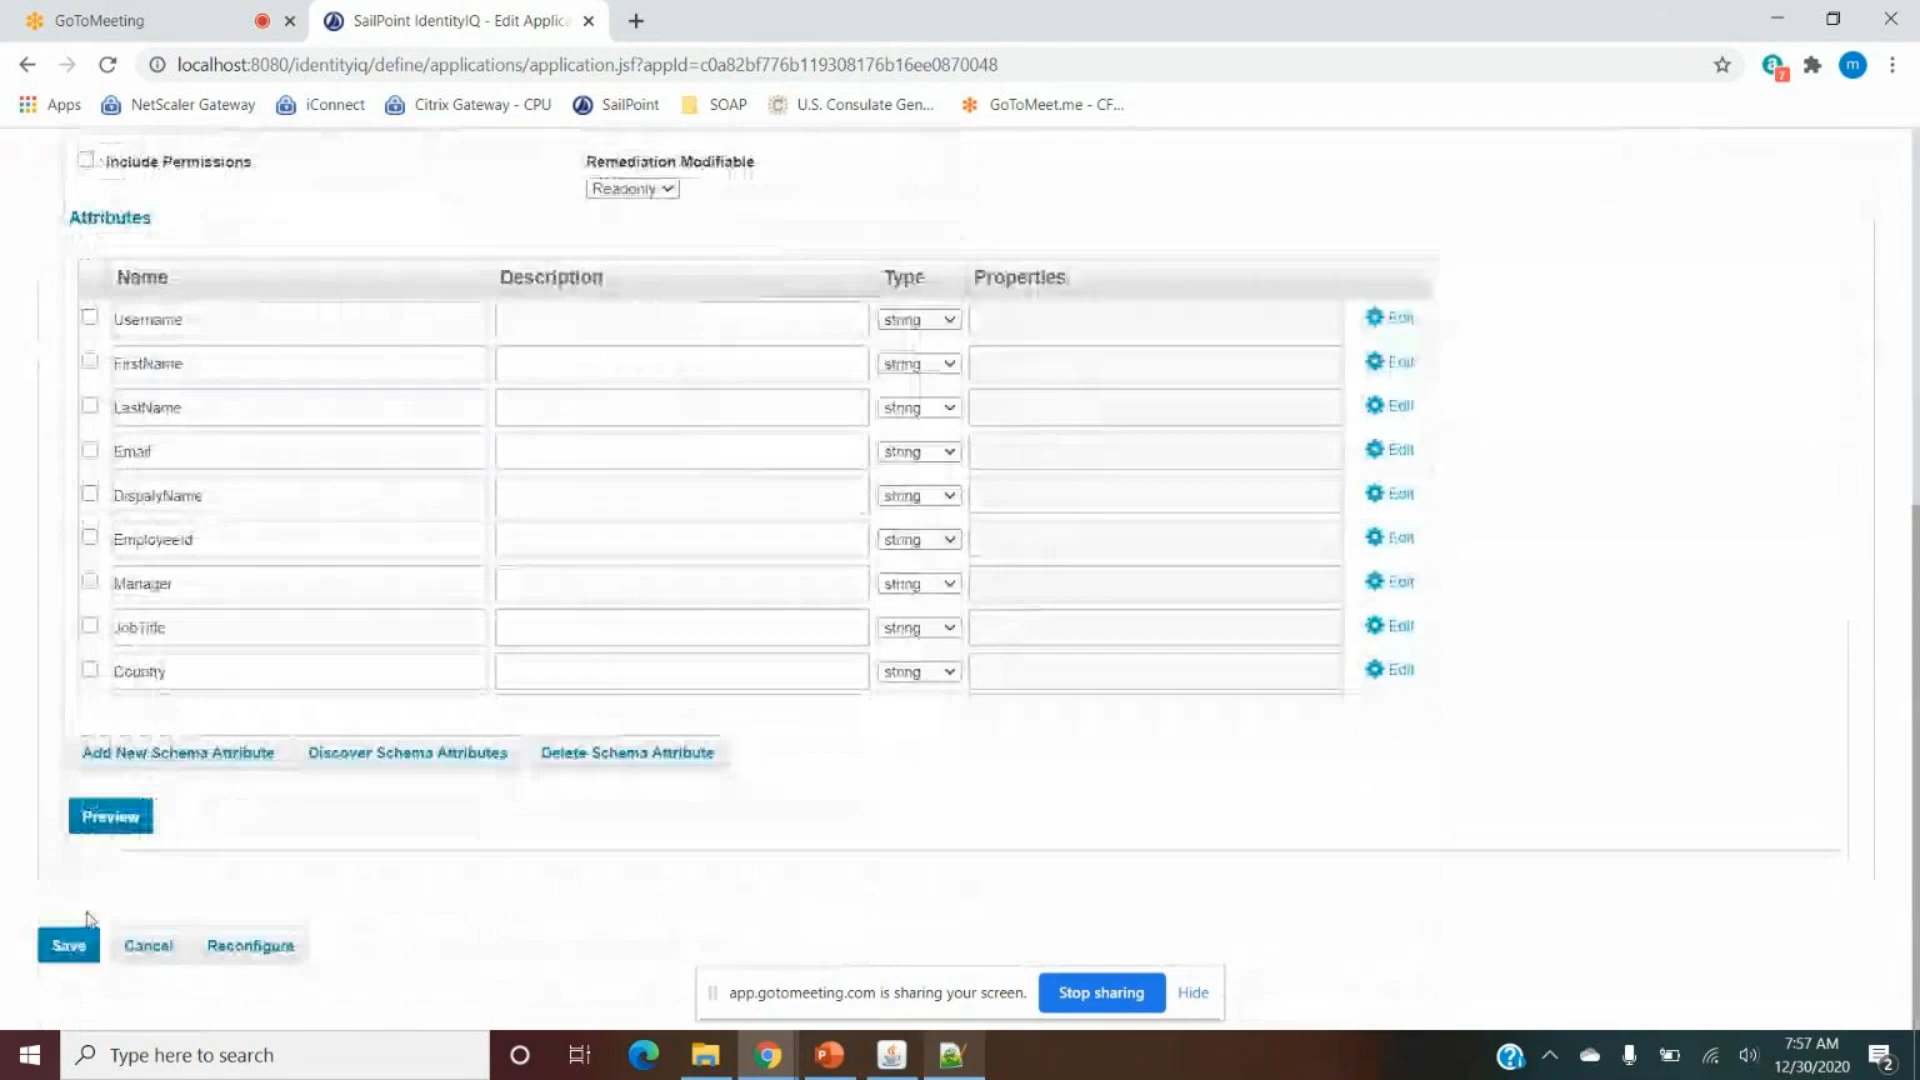 GoToMeeting
SailPoint IdentityIQ - Edit Applica
localhost:8080/identityiq/define/applications/application.jsf?appId=c0a82bf776b119308176b16ee0870048
7
m
Apps NetScaler Gateway iConnect Citrix Gateway - CPU SailPoint SOAP U.S. Consulate Gen... GoToMeet.me - CF...
Include Permissions Remediation Modifiable
Readonly
Attributes
Name Description Type Properties
Username string Edit
FirstName string Edit
LastName string Edit
Email string Edit
DispalyName string Edit
EmployeeId string Edit
Manager string Edit
JobTitle string Edit
Country string Edit
Add New Schema Attribute Discover Schema Attributes Delete Schema Attribute
Preview
Save Cancel Reconfigure
app.gotomeeting.com is sharing your screen. Stop sharing Hide
Type here to search
7:57 AM
12/30/2020
2